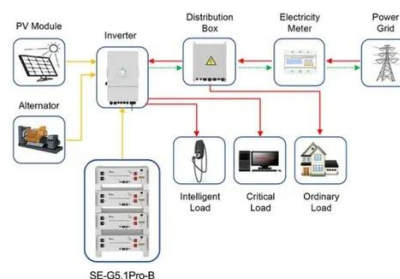 PV Module
Inverter
Distribution
Box
Electricity
Meter
Power
Grid
Alternator
Intelligent
Load
Critical
Load
Ordinary
Load
SE-G5.1Pro-B